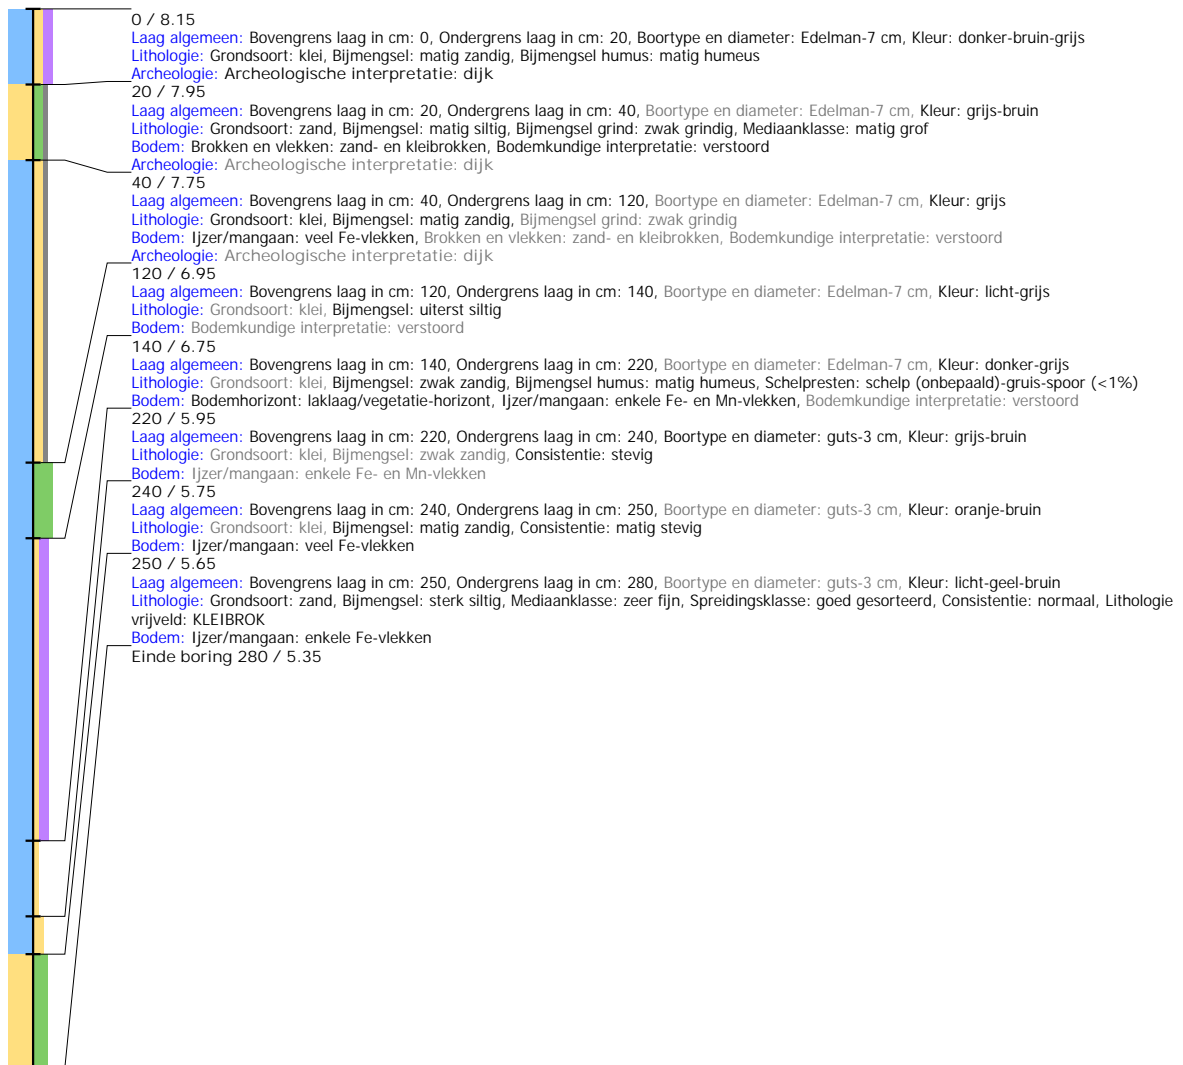 0 / 8.15
Laag algemeen: Bovengrens laag in cm: 0, Ondergrens laag in cm: 20, Boortype en diameter: Edelman-7 cm, Kleur: donker-bruin-grijs
Lithologie: Grondsoort: klei, Bijmengsel: matig zandig, Bijmengsel humus: matig humeus
Archeologie: Archeologische interpretatie: dijk
20 / 7.95
Laag algemeen: Bovengrens laag in cm: 20, Ondergrens laag in cm: 40, Boortype en diameter: Edelman-7 cm, Kleur: grijs-bruin
Lithologie: Grondsoort: zand, Bijmengsel: matig siltig, Bijmengsel grind: zwak grindig, Mediaanklasse: matig grof
Bodem: Brokken en vlekken: zand- en kleibrokken, Bodemkundige interpretatie: verstoord
Archeologie: Archeologische interpretatie: dijk
40 / 7.75
Laag algemeen: Bovengrens laag in cm: 40, Ondergrens laag in cm: 120, Boortype en diameter: Edelman-7 cm, Kleur: grijs
Lithologie: Grondsoort: klei, Bijmengsel: matig zandig, Bijmengsel grind: zwak grindig
Bodem: Ijzer/mangaan: veel Fe-vlekken, Brokken en vlekken: zand- en kleibrokken, Bodemkundige interpretatie: verstoord
Archeologie: Archeologische interpretatie: dijk
120 / 6.95
Laag algemeen: Bovengrens laag in cm: 120, Ondergrens laag in cm: 140, Boortype en diameter: Edelman-7 cm, Kleur: licht-grijs
Lithologie: Grondsoort: klei, Bijmengsel: uiterst siltig
Bodem: Bodemkundige interpretatie: verstoord
140 / 6.75
Laag algemeen: Bovengrens laag in cm: 140, Ondergrens laag in cm: 220, Boortype en diameter: Edelman-7 cm, Kleur: donker-grijs
Lithologie: Grondsoort: klei, Bijmengsel: zwak zandig, Bijmengsel humus: matig humeus, Schelpresten: schelp (onbepaald)-gruis-spoor (<1%)
Bodem: Bodemhorizont: laklaag/vegetatie-horizont, Ijzer/mangaan: enkele Fe- en Mn-vlekken, Bodemkundige interpretatie: verstoord
220 / 5.95
Laag algemeen: Bovengrens laag in cm: 220, Ondergrens laag in cm: 240, Boortype en diameter: guts-3 cm, Kleur: grijs-bruin
Lithologie: Grondsoort: klei, Bijmengsel: zwak zandig, Consistentie: stevig
Bodem: Ijzer/mangaan: enkele Fe- en Mn-vlekken
240 / 5.75
Laag algemeen: Bovengrens laag in cm: 240, Ondergrens laag in cm: 250, Boortype en diameter: guts-3 cm, Kleur: oranje-bruin
Lithologie: Grondsoort: klei, Bijmengsel: matig zandig, Consistentie: matig stevig
Bodem: Ijzer/mangaan: veel Fe-vlekken
250 / 5.65
Laag algemeen: Bovengrens laag in cm: 250, Ondergrens laag in cm: 280, Boortype en diameter: guts-3 cm, Kleur: licht-geel-bruin
Lithologie: Grondsoort: zand, Bijmengsel: sterk siltig, Mediaanklasse: zeer fijn, Spreidingsklasse: goed gesorteerd, Consistentie: normaal, Lithologie
vrijveld: KLEIBROK
Bodem: Ijzer/mangaan: enkele Fe-vlekken
Einde boring 280 / 5.35